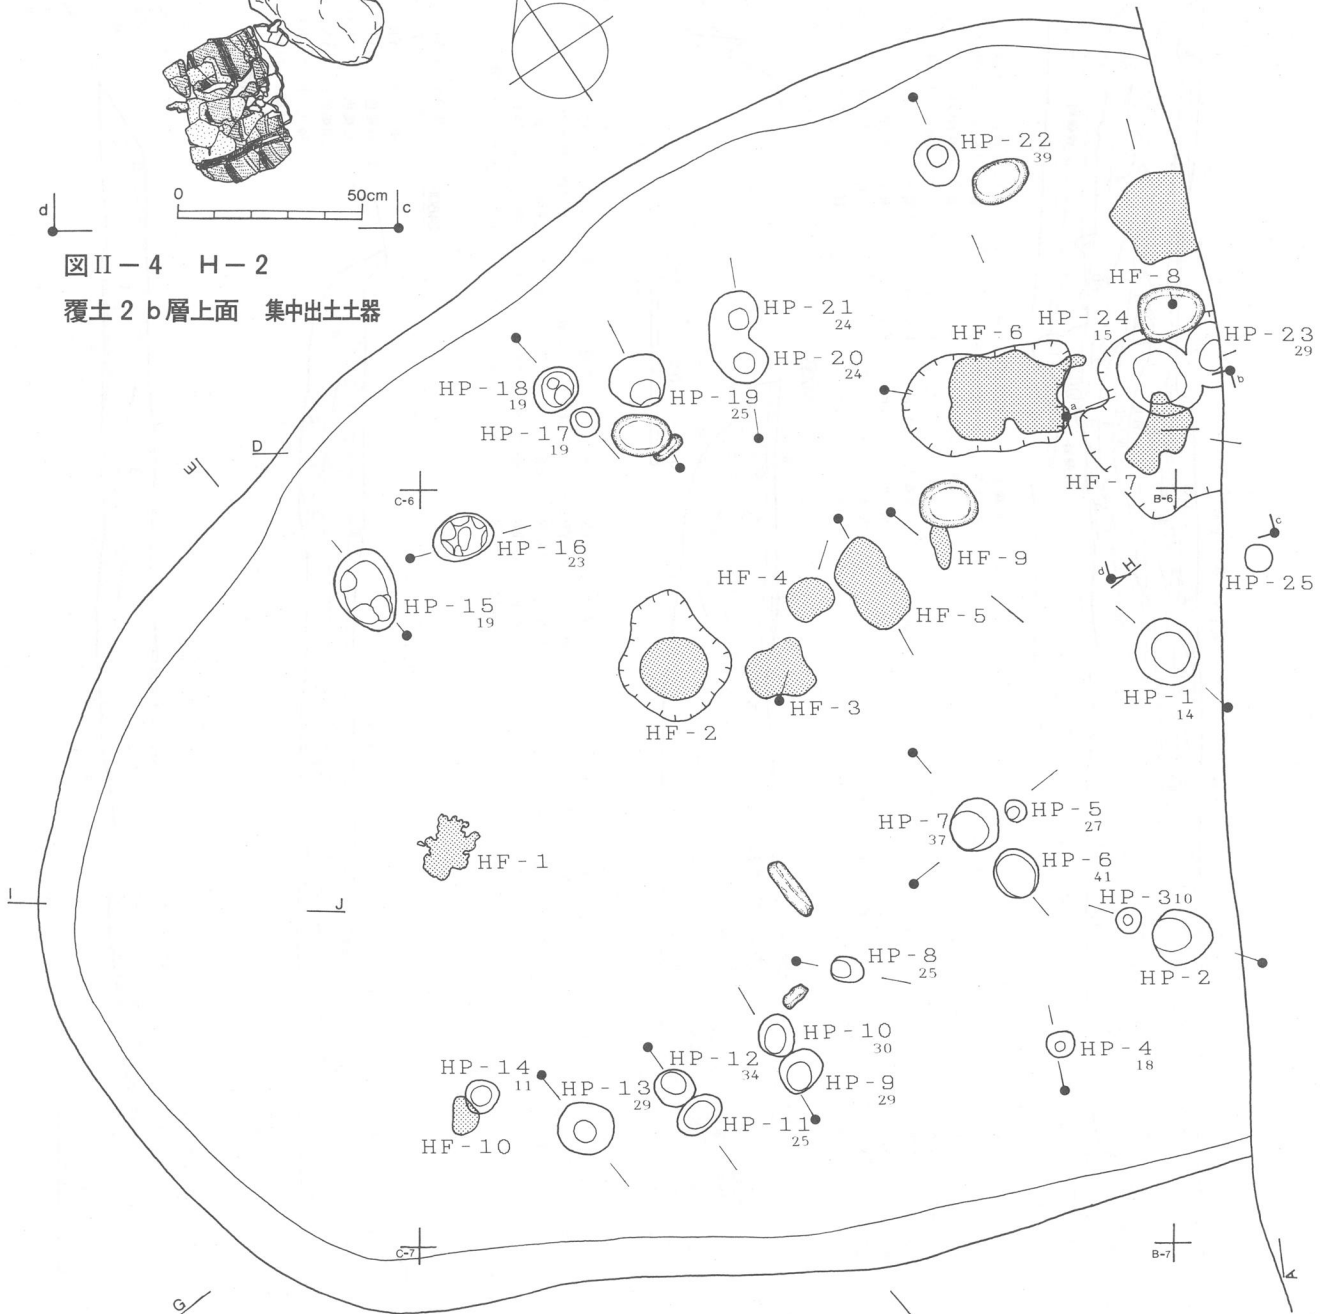 0 50cm
d c
図Ⅱ－4 H－2
覆土2b層上面 集中出土土器
HP-22
39
HF-8
HP-21
24
HP-24
15
HF-6
HP-23
29
HP-20
24
b
HP-18
19
HP-19
25
a
HP-17
19
D
E
HF-7
C-6
B-6
c
HP-16
23
HF-9
d H
HF-4
HP-25
HP-15
19
HF-5
HP-1
14
HF-3
HF-2
HP-5
27
HP-7
37
HF-1
HP-6
41
I
J
HP-3 10
HP-8
25
HP-2
HP-10
30
HP-4
18
HP-12
34
HP-14
11
HP-13
29
HP-9
29
HP-11
25
HF-10
C-7
B-7
A
G